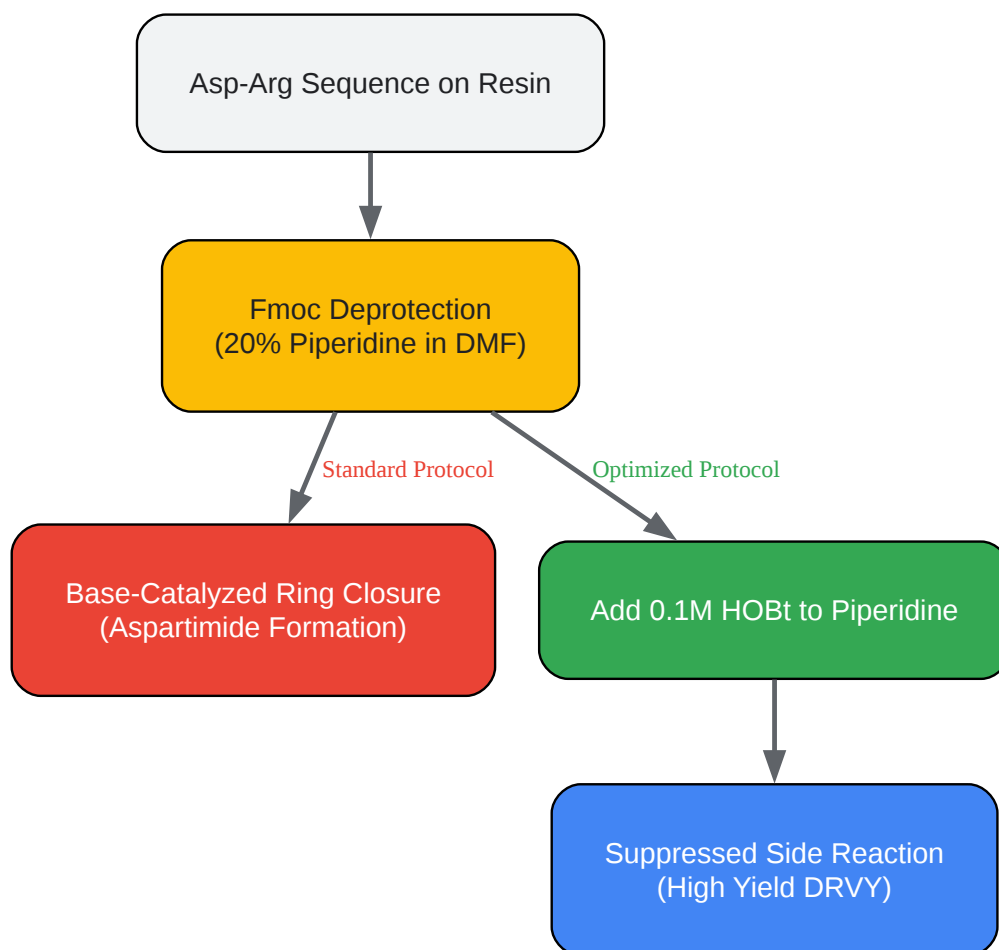 Asp-Arg Sequence on Resin
Fmoc Deprotection
(20% Piperidine in DMF)
Standard Protocol
Optimized Protocol
Base-Catalyzed Ring Closure
(Aspartimide Formation)
Add 0.1M HOBt to Piperidine
Suppressed Side Reaction
(High Yield DRVY)